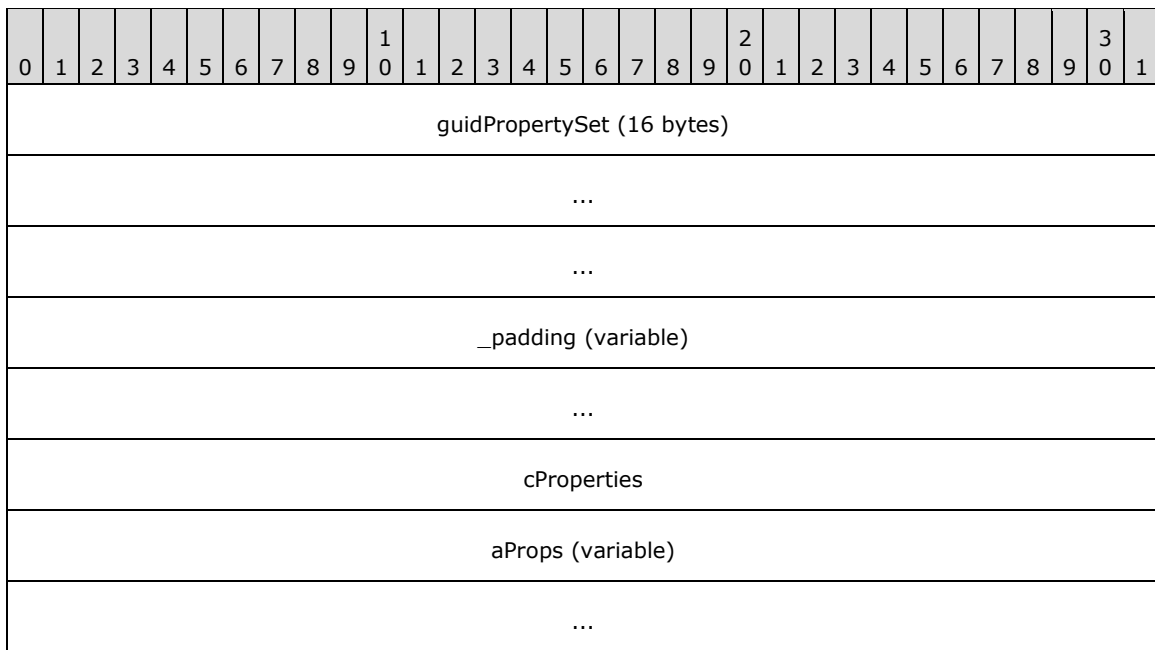 0 1 2 3 4 5 6 7 8 9 1 0 1 2 3 4 5 6 7 8 9 2 0 1 2 3 4 5 6 7 8 9 3 0 1
guidPropertySet (16 bytes)
...
...
_padding (variable)
...
cProperties
aProps (variable)
...